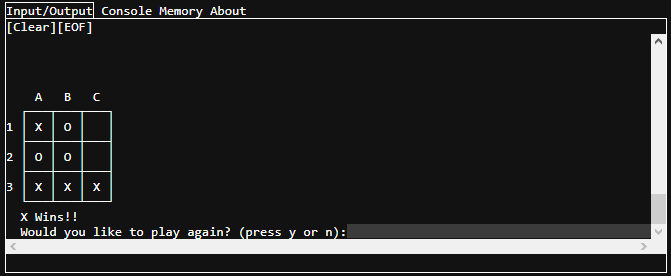 Input/Output Console Memory About
[Clear][EOF]
A B C
1 X O
2 O O
3 X X X
X Wins!!
Would you like to play again? (press y or n):